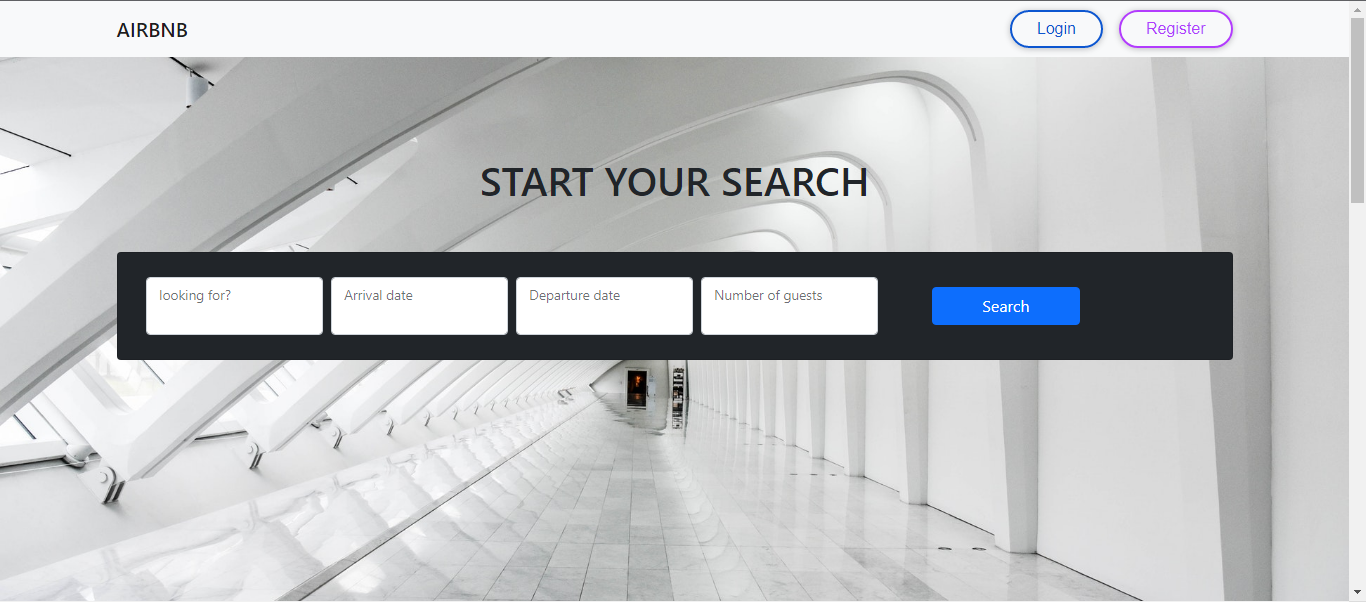 AIRBNB
Login
Register
START YOUR SEARCH
looking for?
Arrival date
Departure date
Number of guests
Search